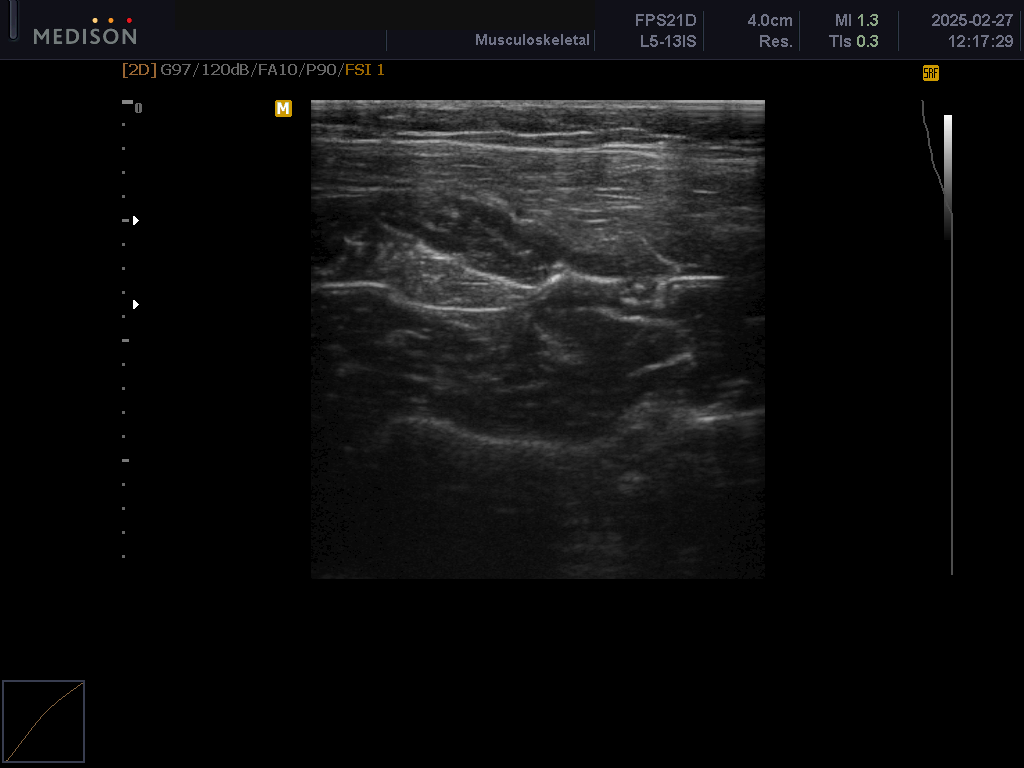 MEDISON
Musculoskeletal
FPS21D
L5-13IS
4.0cm
Res.
MI 1.3
TIs 0.3
2025-02-27
12:17:29
[2D] G97/120dB/FA10/P90/FSI 1
SRF
0
M